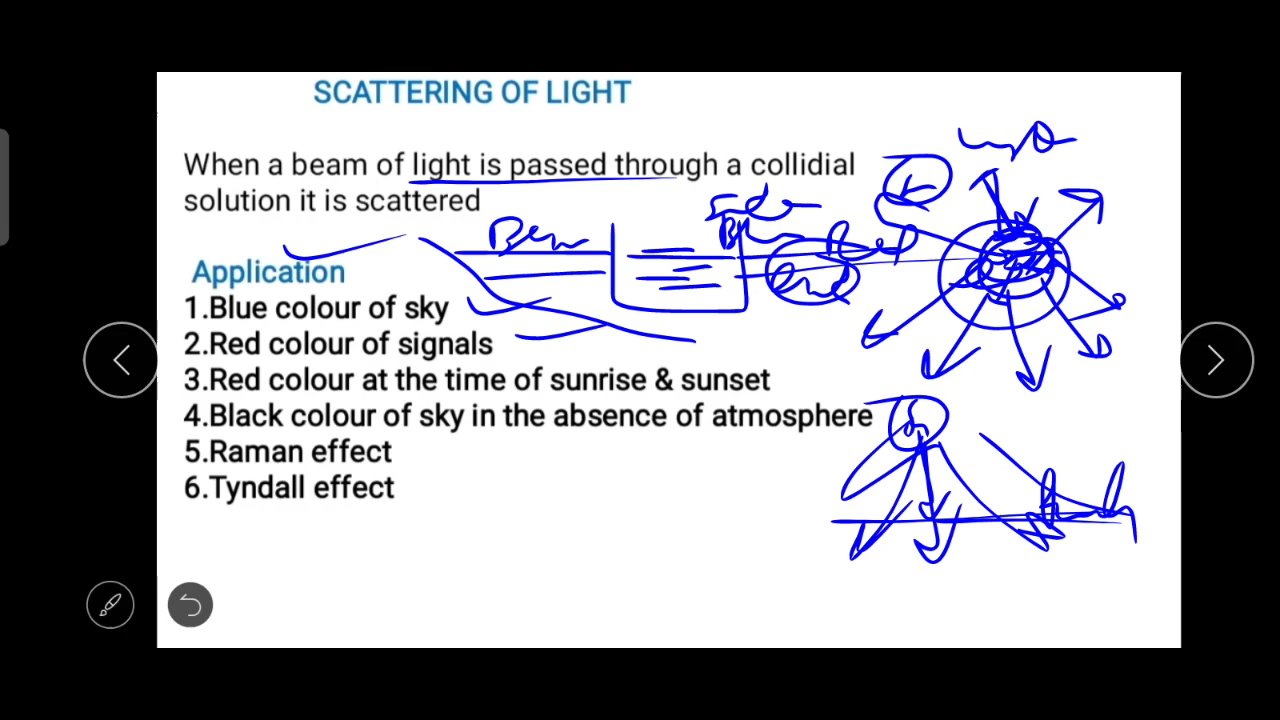 SCATTERING OF LIGHT
When a beam of light is passed through a collidial
solution it is scattered
Application
1.Blue colour of sky
2.Red colour of signals
3.Red colour at the time of sunrise & sunset
4.Black colour of sky in the absence of atmosphere
5.Raman effect
6.Tyndall effect